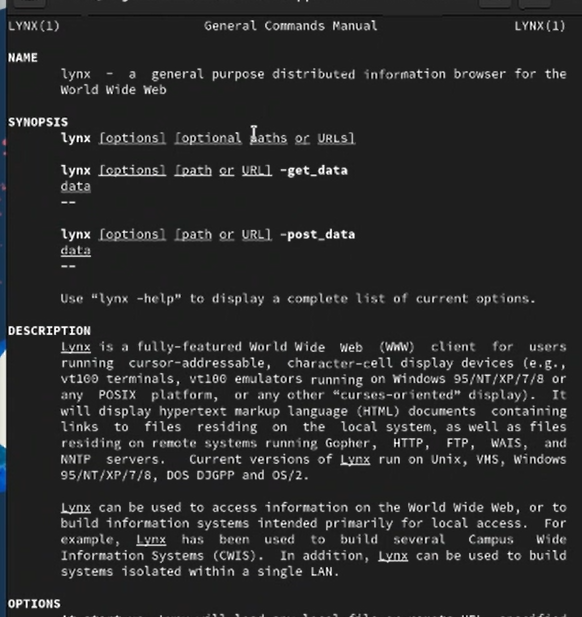 LYNX(1) General Commands Manual LYNX(1)
NAME
lynx - a general purpose distributed information browser for the
World Wide Web
SYNOPSIS
lynx [options] [optional paths or URLs]
lynx [options] [path or URL] -get_data
data
--
lynx [options] [path or URL] -post_data
data
--
Use “lynx -help” to display a complete list of current options.
DESCRIPTION
Lynx is a fully-featured World Wide Web (WWW) client for users
running cursor-addressable, character-cell display devices (e.g.,
vt100 terminals, vt100 emulators running on Windows 95/NT/XP/7/8 or
any POSIX platform, or any other “curses-oriented” display). It
will display hypertext markup language (HTML) documents containing
links to files residing on the local system, as well as files
residing on remote systems running Gopher, HTTP, FTP, WAIS, and
NNTP servers. Current versions of Lynx run on Unix, VMS, Windows
95/NT/XP/7/8, DOS DJGPP and OS/2.
Lynx can be used to access information on the World Wide Web, or to
build information systems intended primarily for local access. For
example, Lynx has been used to build several Campus Wide
Information Systems (CWIS). In addition, Lynx can be used to build
systems isolated within a single LAN.
OPTIONS